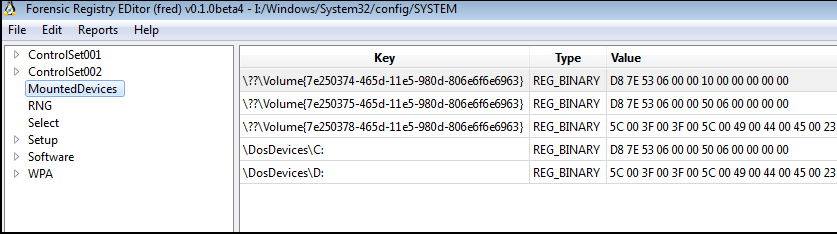 Forensic Registry EDitor (fred) v0.1.0beta4 - I:/Windows/System32/config/SYSTEM
File Edit Reports Help
ControlSet001
ControlSet002
MountedDevices
RNG
Select
Setup
Software
WPA
Key Type Value
\??\Volume{7e250374-465d-11e5-980d-806e6f6e6963} REG_BINARY D8 7E 53 06 00 00 10 00 00 00 00 00
\??\Volume{7e250375-465d-11e5-980d-806e6f6e6963} REG_BINARY D8 7E 53 06 00 00 50 06 00 00 00 00
\??\Volume{7e250378-465d-11e5-980d-806e6f6e6963} REG_BINARY 5C 00 3F 00 3F 00 5C 00 49 00 44 00 45 00 23
\DosDevices\C: REG_BINARY D8 7E 53 06 00 00 50 06 00 00 00 00
\DosDevices\D: REG_BINARY 5C 00 3F 00 3F 00 5C 00 49 00 44 00 45 00 23